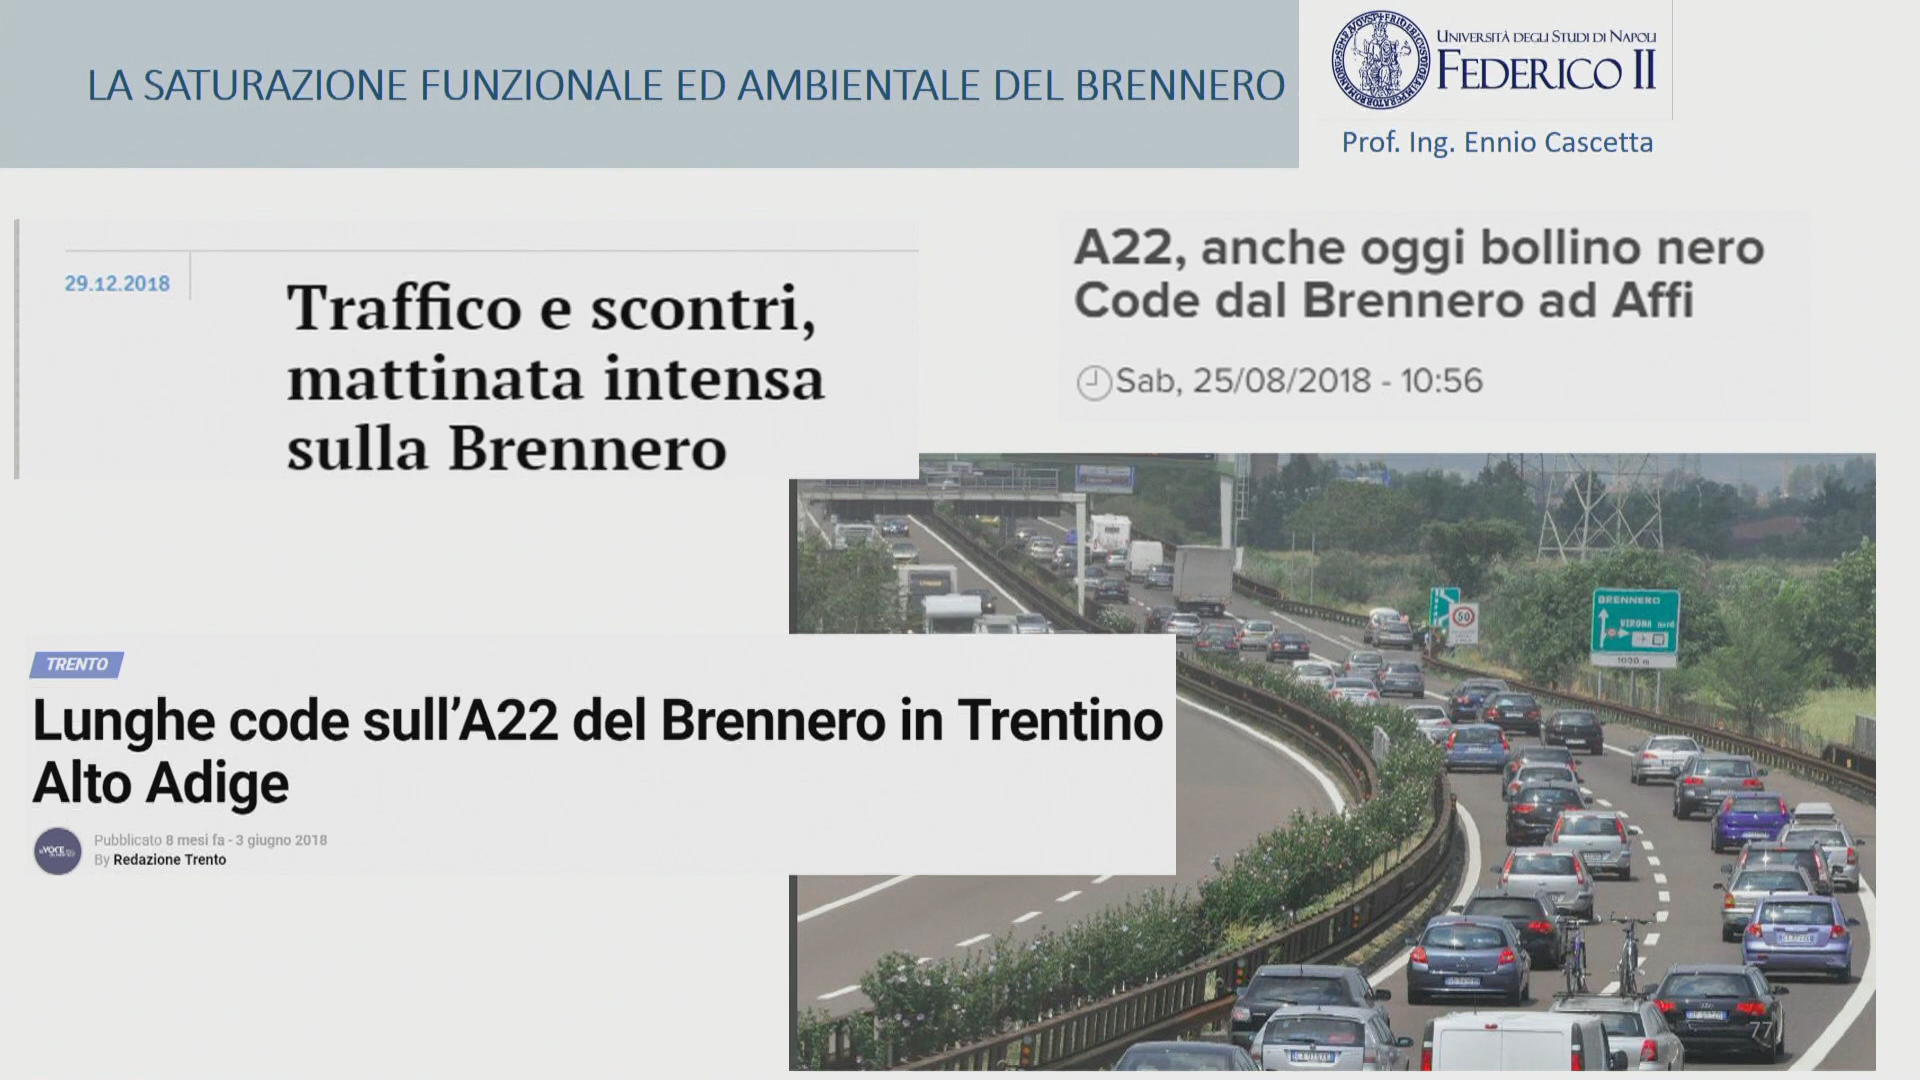 LA SATURAZIONE FUNZIONALE ED AMBIENTALE DEL BRENNERO
UNIVERSITÀ DEGLI STUDI DI NAPOLI
FEDERICO II
Prof. Ing. Ennio Cascetta
29.12.2018
Traffico e scontri,
mattinata intensa
sulla Brennero
A22, anche oggi bollino nero
Code dal Brennero ad Affi
Sab, 25/08/2018 - 10:56
TRENTO
Lunghe code sull'A22 del Brennero in Trentino
Alto Adige
VOCE
Pubblicato 8 mesi fa - 3 giugno 2018
By Redazione Trento
50
BRENNERO
VERONA nord
1000 m
77